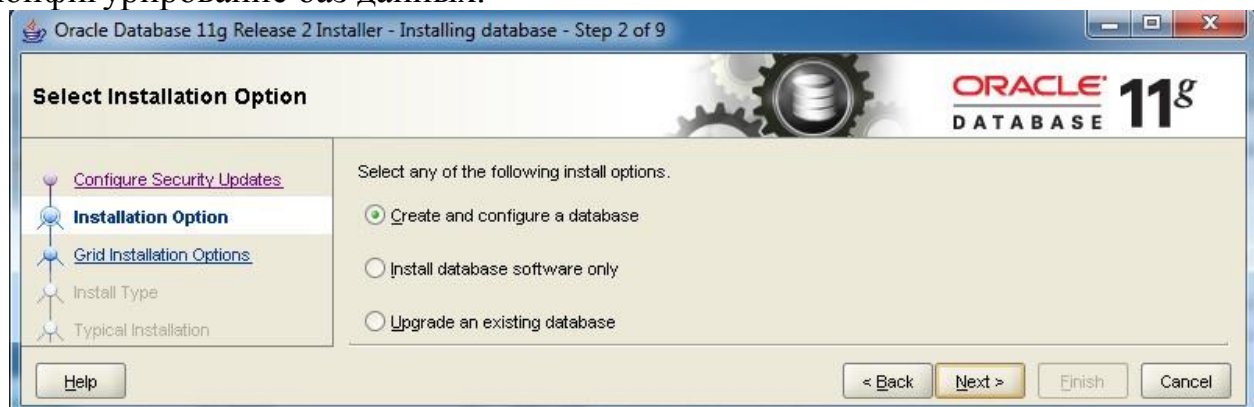 баз данных.
Oracle Database 11g Release 2 Installer - Installing database - Step 2 of 9
Select Installation Option
ORACLE 11g
DATABASE
Configure Security Updates
Installation Option
Grid Installation Options
Install Type
Typical Installation
Select any of the following install options.
Create and configure a database
Install database software only
Upgrade an existing database
Help
< Back
Next >
Finish
Cancel